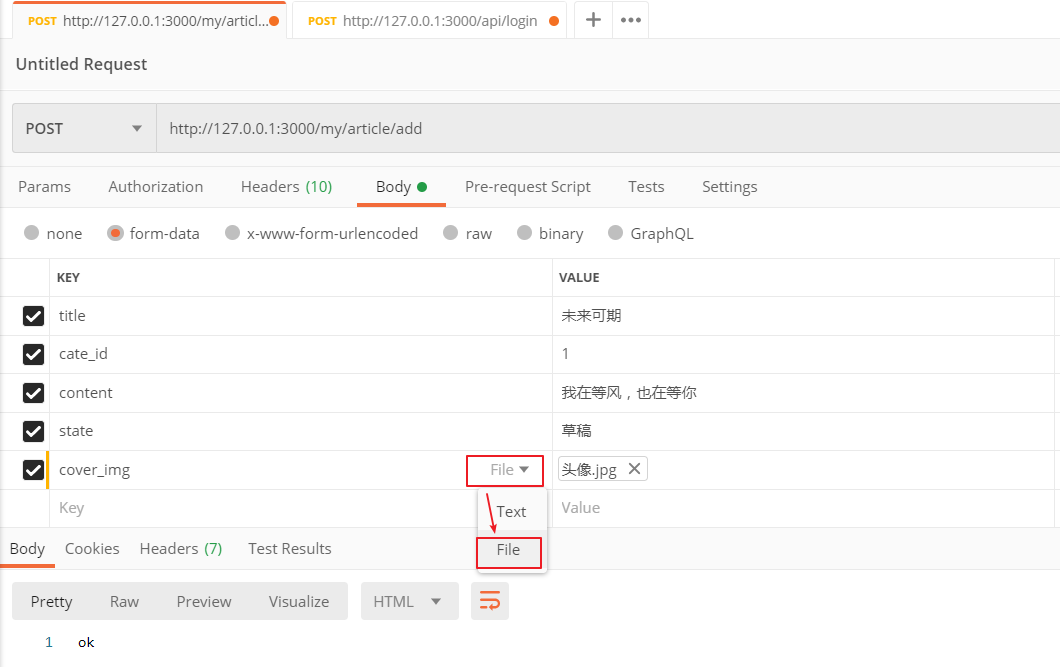 POST http://127.0.0.1:3000/my/articl... POST http://127.0.0.1:3000/api/login + •••
Untitled Request
POST http://127.0.0.1:3000/my/article/add
Params Authorization Headers (10) Body Pre-request Script Tests Settings
none form-data x-www-form-urlencoded raw binary GraphQL
KEY VALUE
title 未来可期
cate_id 1
content 我在等风，也在等你
state 草稿
cover_img File 头像.jpg
Key Value
Text
File
Body Cookies Headers (7) Test Results
Pretty Raw Preview Visualize HTML
1 ok